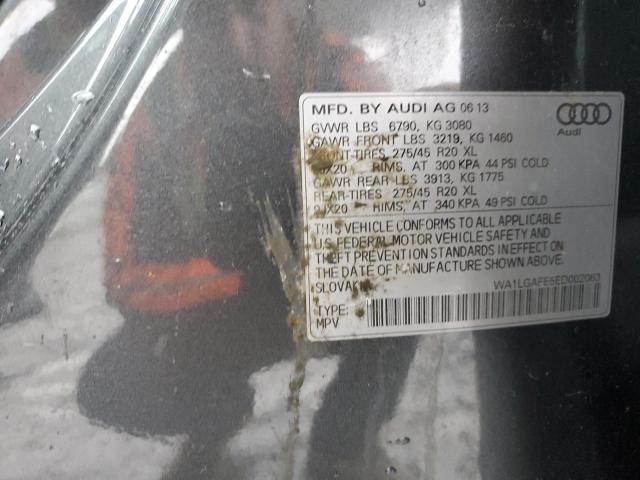 MFD. BY AUDI AG 06 13
GVWR LBS 6790, KG 3080
GAWR FRONT LBS 3219, KG 1460
FRONT-TIRES, 275/45 R20 XL
RIMS, AT 300 KPA 44 PSI COLD
GAWR REAR LBS 3913, KG 1775
REAR-TIRES, 275/45 R20 XL
RIMS, AT 340 KPA 49 PSI COLD
Audi
THIS VEHICLE CONFORMS TO ALL APPLICABLE
U.S. FEDERAL MOTOR VEHICLE SAFETY AND
THEFT PREVENTION STANDARDS IN EFFECT ON
THE DATE OF MANUFACTURE SHOWN ABOVE.
WA1LGAFE5ED002063
TYPE:
MPV